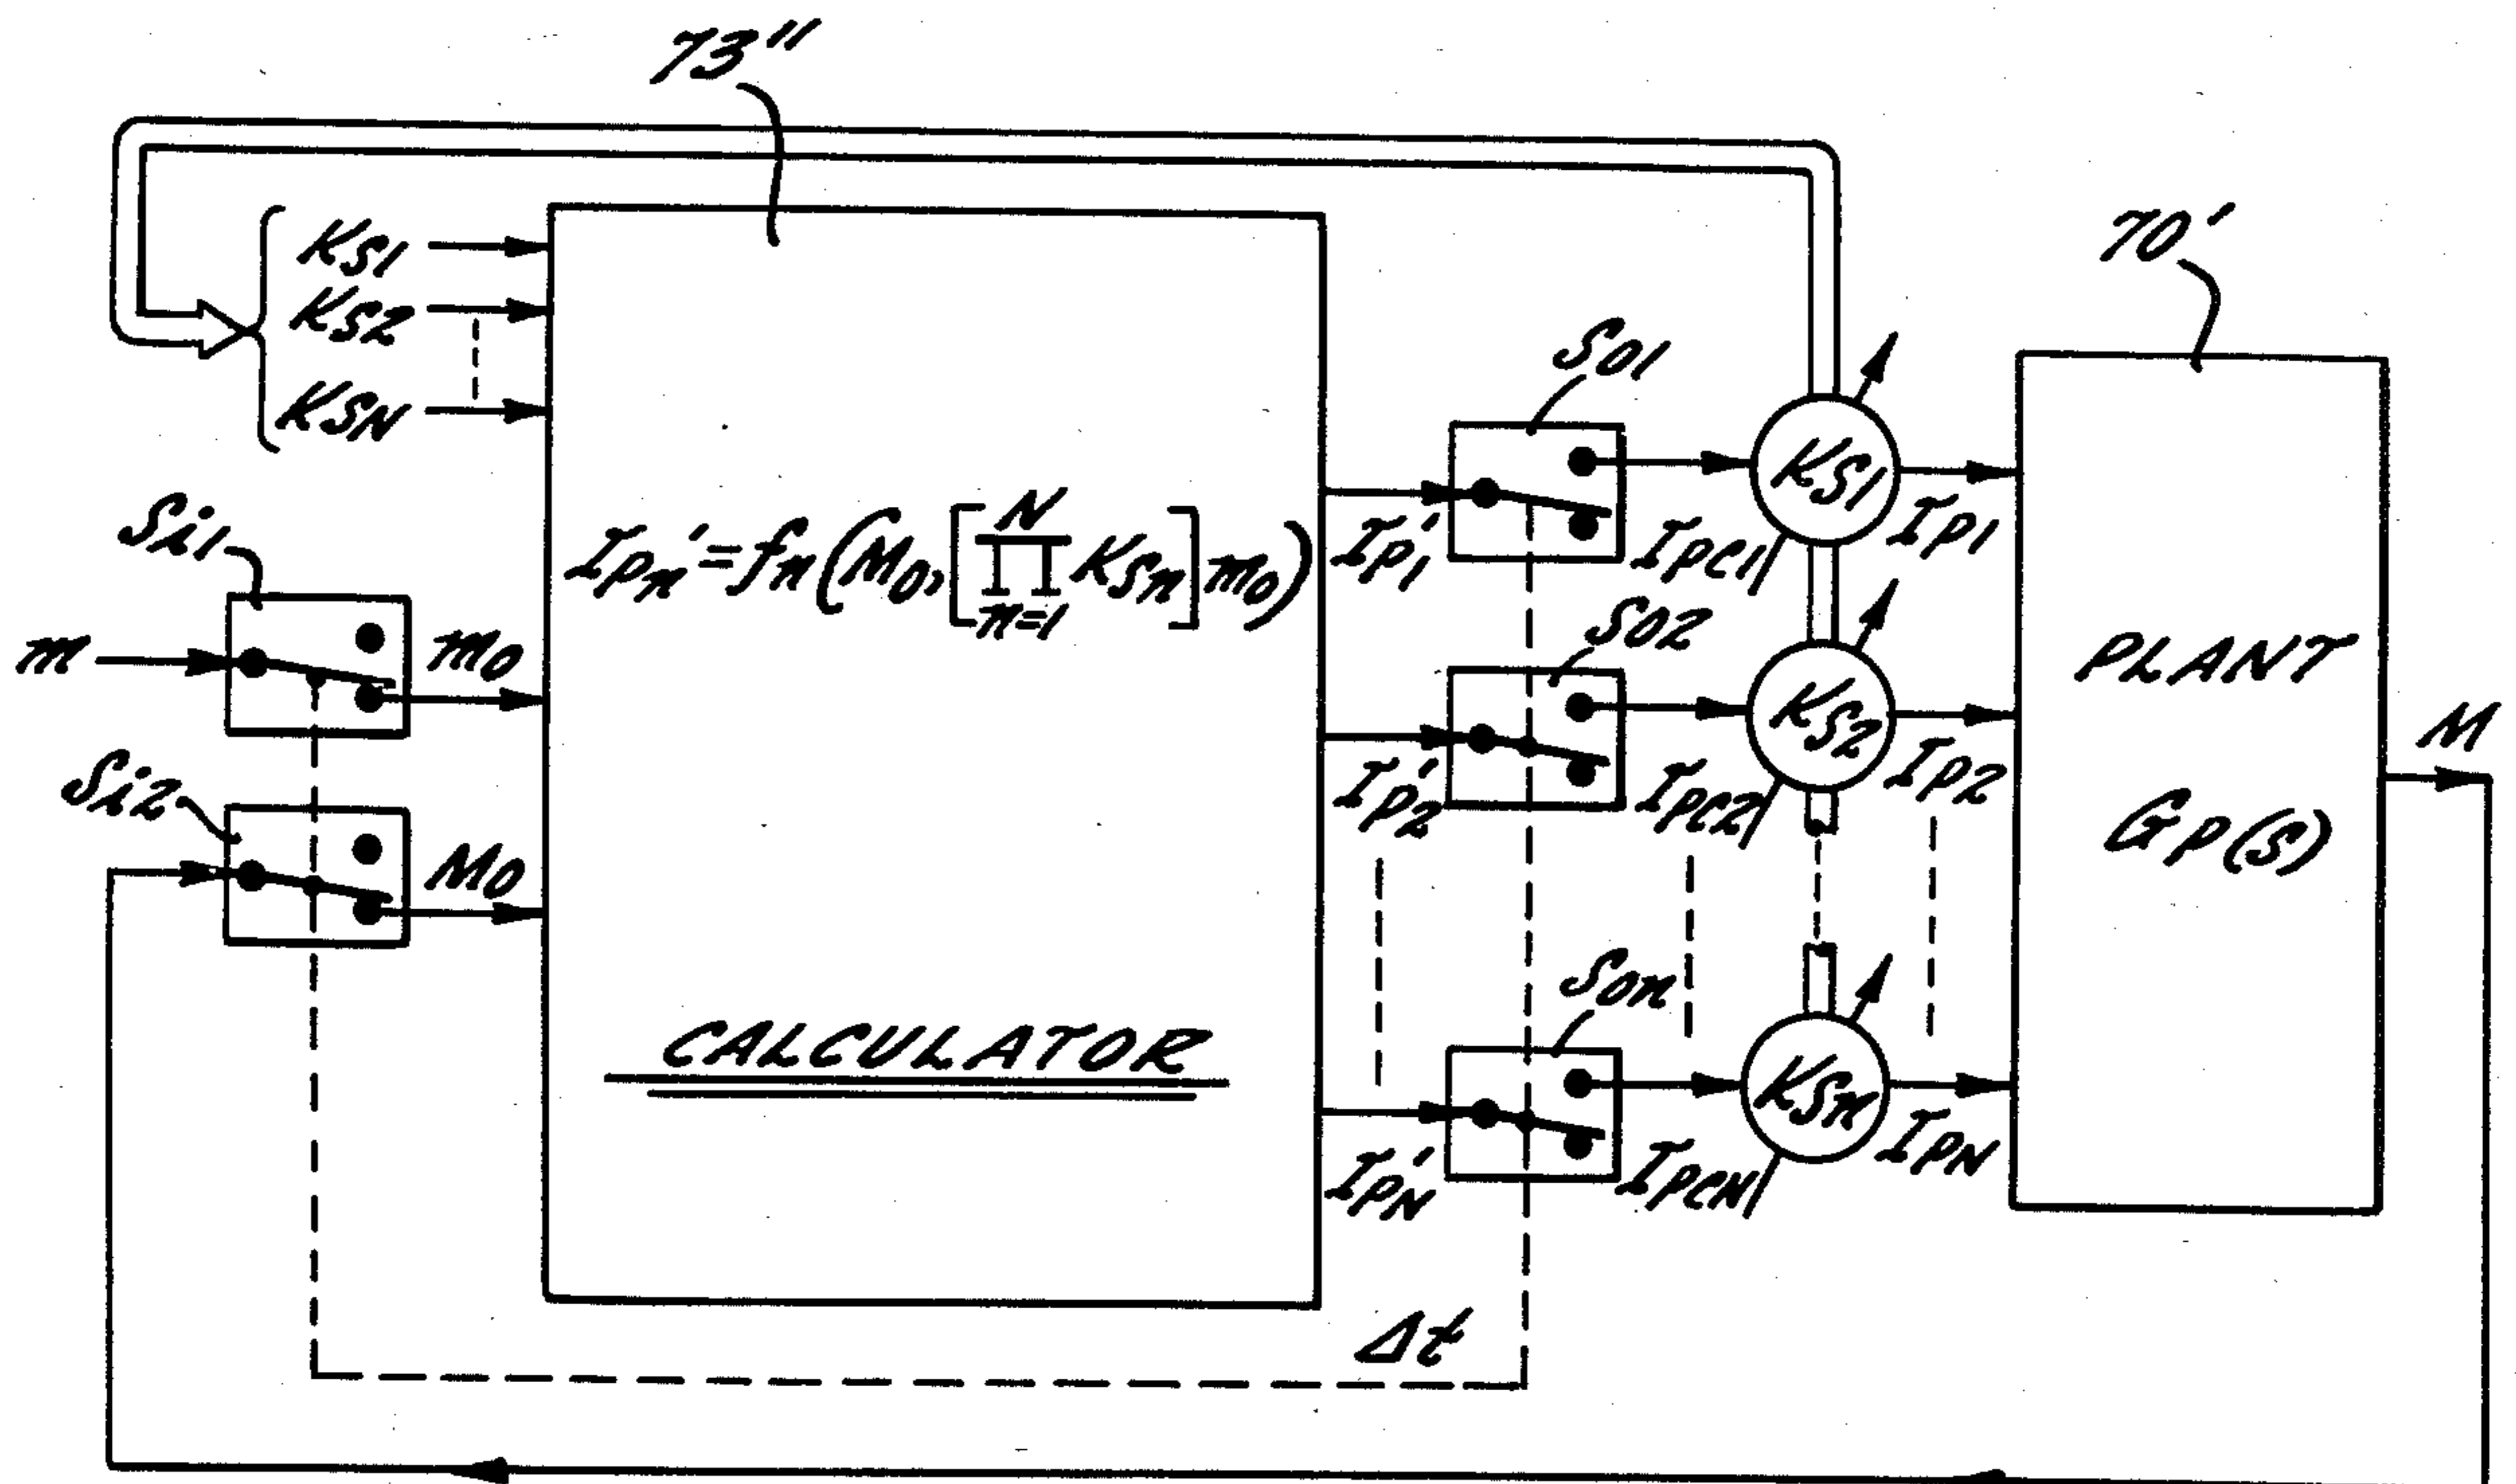 73"
70'
KS1
KS2
KSN
Si1
m
m0
Si2
M0
IPn' = fn(M0, [N Π n=1 KSn] m0)
CALCULATOR
IP1'
IP2'
IPN'
S01
S02
S0n
IPC1
IPC2
IPCN
KS1
KS2
KSn
IP1
IP2
IPN
PLANT
GP(S)
M
Δt